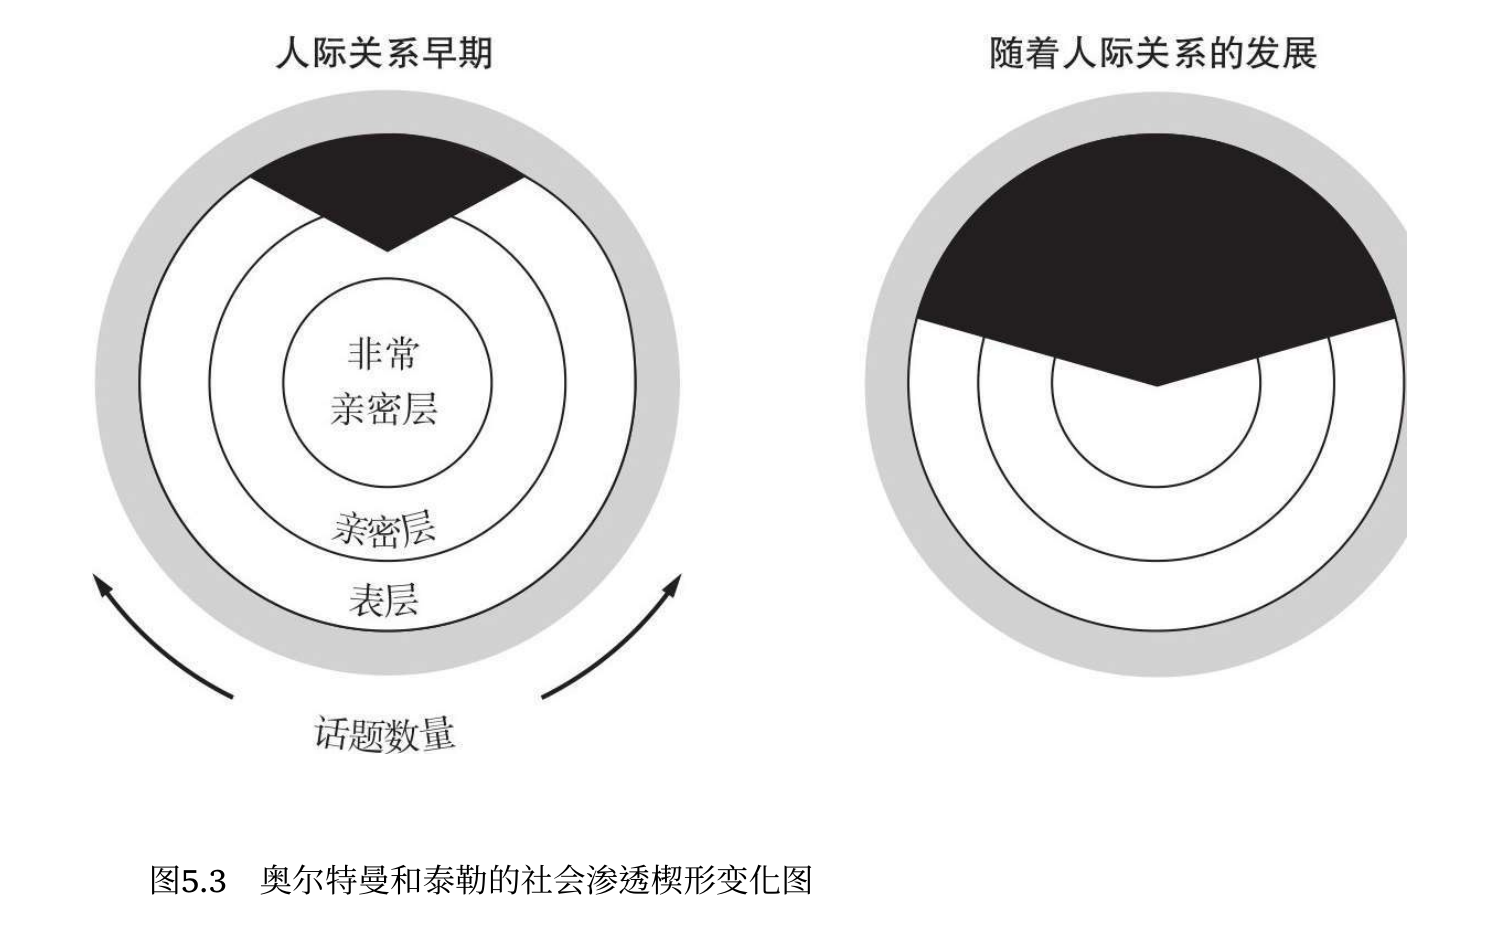 人际关系早期
随着人际关系的发展
非常
亲密层
亲密层
表层
话题数量
图5.3 奥尔特曼和泰勒的社会渗透楔形变化图